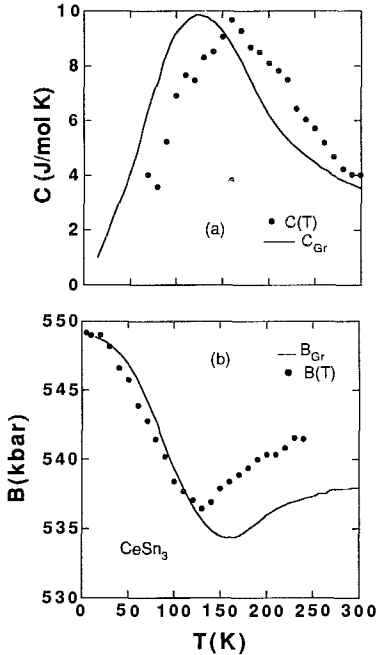 10
8
6
4
2
0
C (J/mol K)
(a)
C(T)
C_Gr
550
545
540
535
530
B(kbar)
(b)
B_Gr
B(T)
CeSn₃
0 50 100 150 200 250 300
T(K)